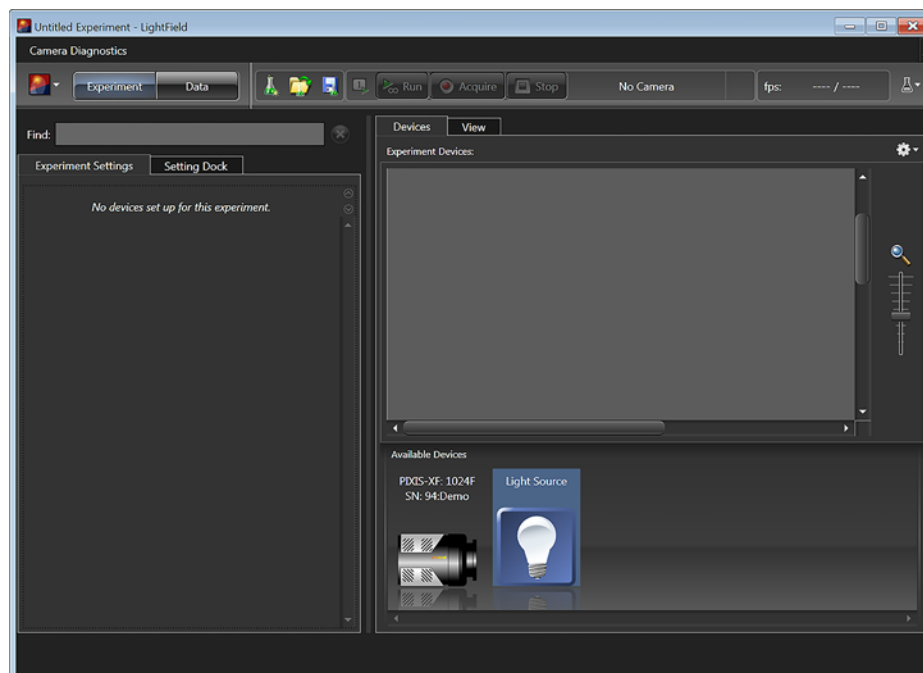 Untitled Experiment - LightField
Camera Diagnostics
Experiment
Data
Run
Acquire
Stop
No Camera
fps:
---- / ----
Find:
Experiment Settings
Setting Dock
No devices set up for this experiment.
Devices
View
Experiment Devices:
Available Devices
PIXIS-XF: 1024F
SN: 94:Demo
Light Source